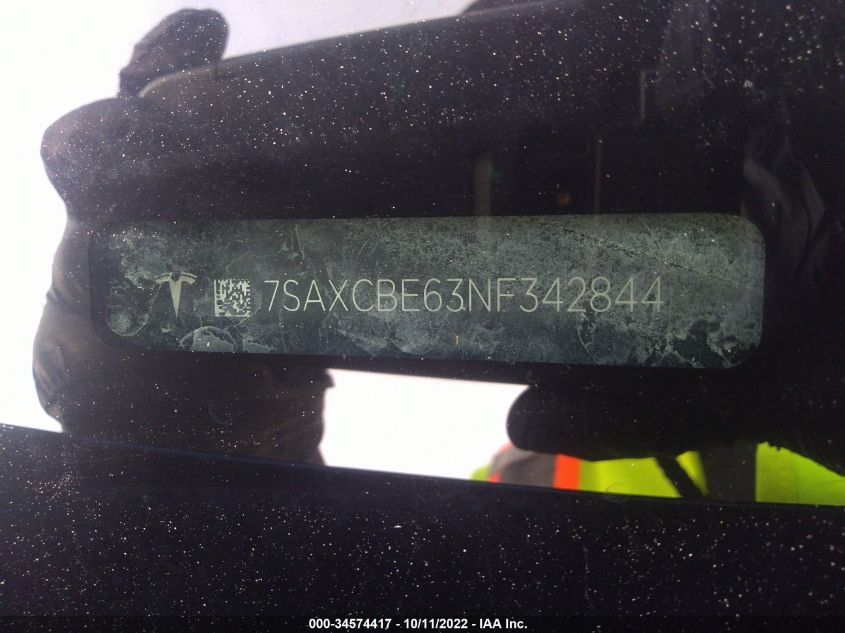 7SAXCBE63NF342844
000-34574417 - 10/11/2022 - IAA Inc.